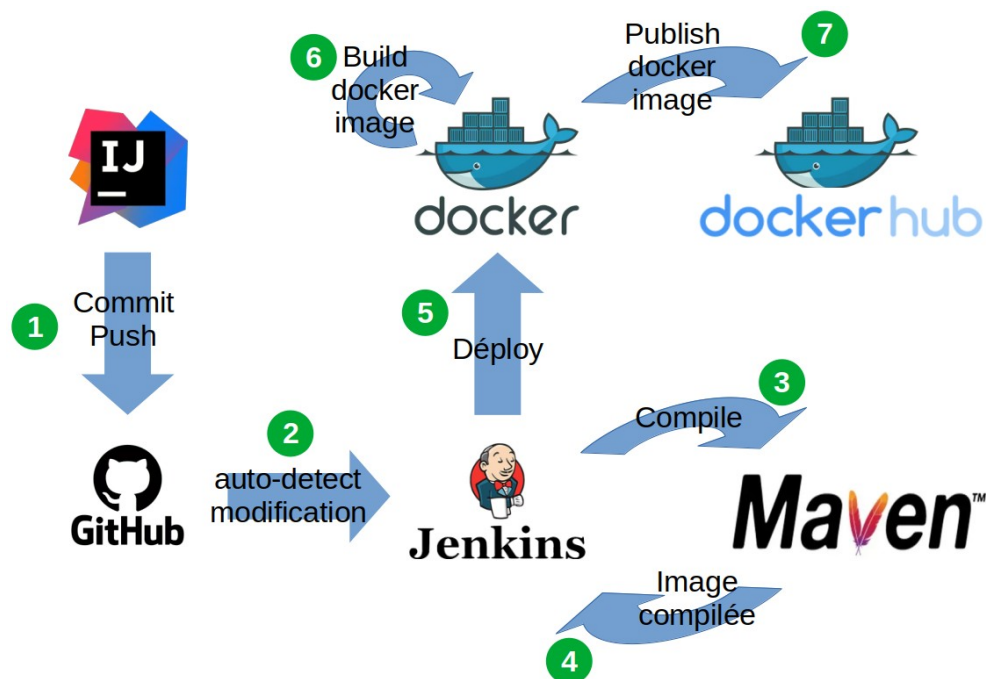 6
Build
docker
image
Publish
docker
image
7
IJ
docker
docker hub
1
Commit
Push
5
Déploy
3
Compile
2
auto-detect
modification
GitHub
Jenkins
Maven™
Image
compilée
4